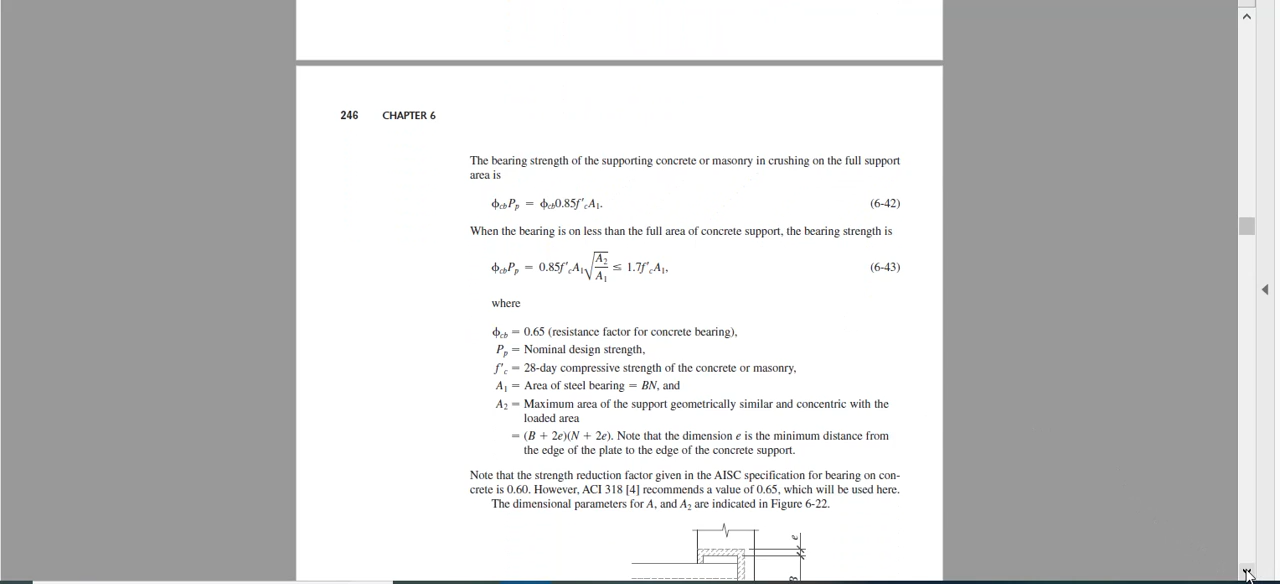 246 CHAPTER 6
The bearing strength of the supporting concrete or masonry in crushing on the full support
area is
ϕcbPp = ϕcb0.85f′cA1. (6-42)
When the bearing is on less than the full area of concrete support, the bearing strength is
ϕcbPp = 0.85f′cA1√(A2/A1) ≤ 1.7f′cA1, (6-43)
where
ϕcb = 0.65 (resistance factor for concrete bearing),
Pp = Nominal design strength,
f′c = 28-day compressive strength of the concrete or masonry,
A1 = Area of steel bearing = BN, and
A2 = Maximum area of the support geometrically similar and concentric with the
loaded area
= (B + 2e)(N + 2e). Note that the dimension e is the minimum distance from
the edge of the plate to the edge of the concrete support.
Note that the strength reduction factor given in the AISC specification for bearing on con-
crete is 0.60. However, ACI 318 [4] recommends a value of 0.65, which will be used here.
The dimensional parameters for A, and A2 are indicated in Figure 6-22.
e
B